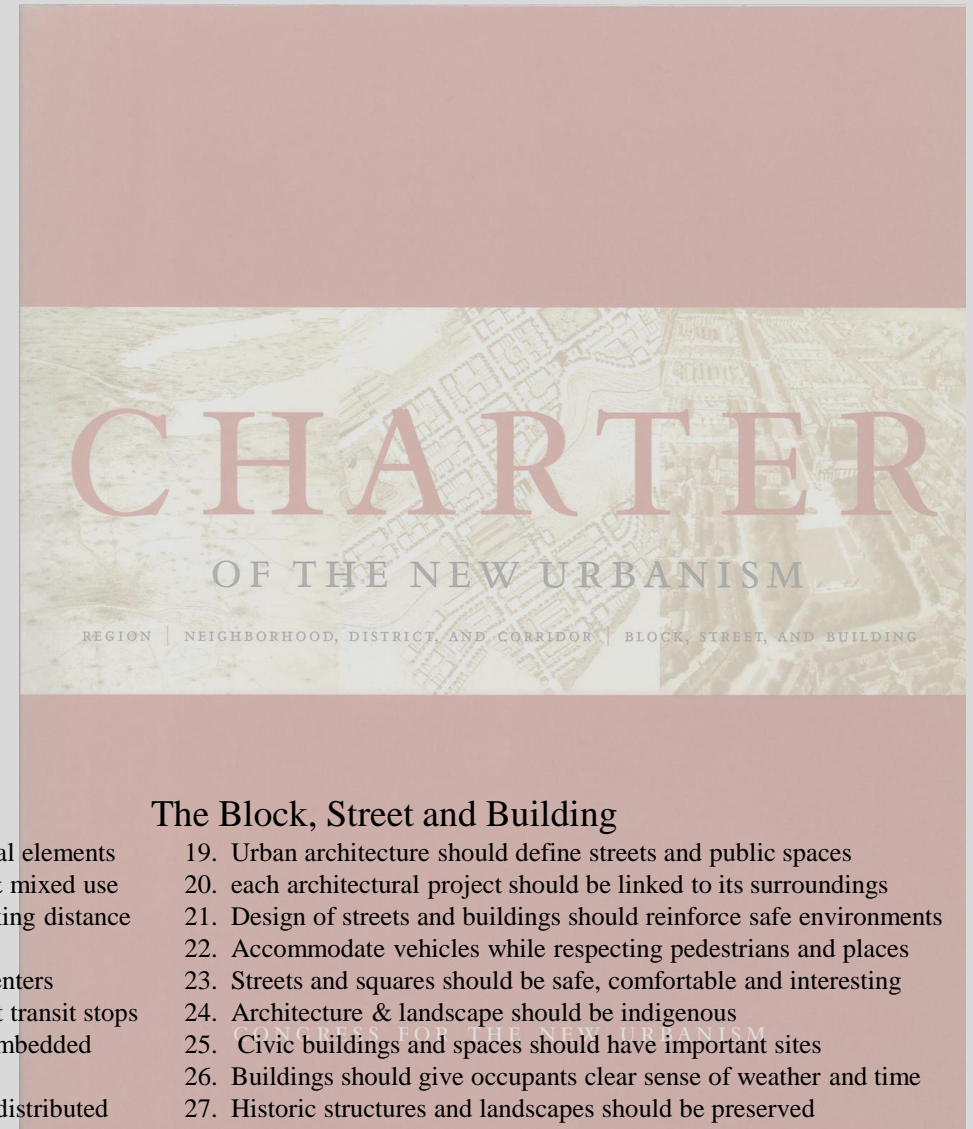 CHARTER
OF THE NEW URBANISM
REGION | NEIGHBORHOOD, DISTRICT, AND CORRIDOR | BLOCK, STREET, AND BUILDING
The Block, Street and Building
elements
19. Urban architecture should define streets and public spaces
mixed use
20. each architectural project should be linked to its surroundings
distance
21. Design of streets and buildings should reinforce safe environments
22. Accommodate vehicles while respecting pedestrians and places
23. Streets and squares should be safe, comfortable and interesting
transit stops
24. Architecture & landscape should be indigenous
CONGRESS FOR THE NEW URBANISM
25. Civic buildings and spaces should have important sites
26. Buildings should give occupants clear sense of weather and time
distributed
27. Historic structures and landscapes should be preserved